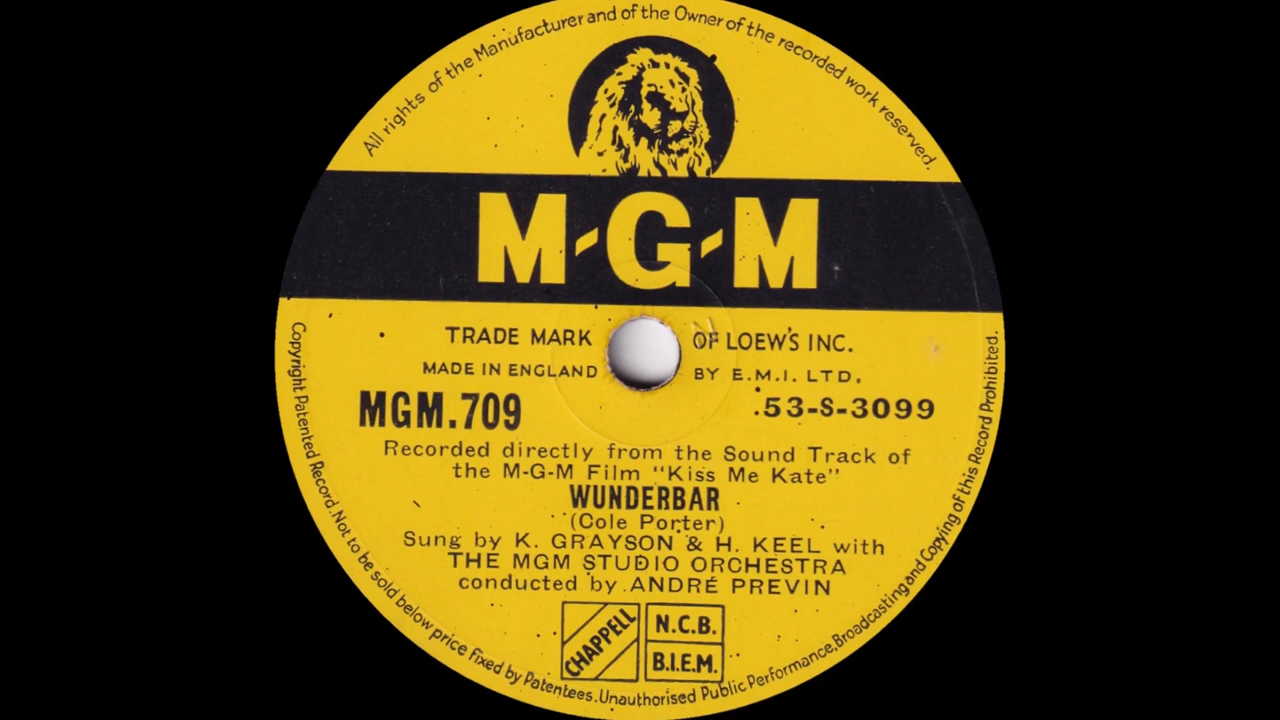 All rights of the Manufacturer and of the Owner of the recorded work reserved.
M-G-M
TRADE MARK OF LOEW'S INC.
MADE IN ENGLAND BY E.M.I. LTD.
MGM.709 .53-S-3099
Recorded directly from the Sound Track of
the M-G-M Film "Kiss Me Kate"
WUNDERBAR
(Cole Porter)
Sung by K. GRAYSON & H. KEEL with
THE MGM STUDIO ORCHESTRA
conducted by ANDRÉ PREVIN
CHAPPELL
N.C.B.
B.I.E.M.
Copyright Patented Record. Not to be sold below price fixed by Patentees. Unauthorised Public Performance, Broadcasting and Copying of this Record Prohibited.